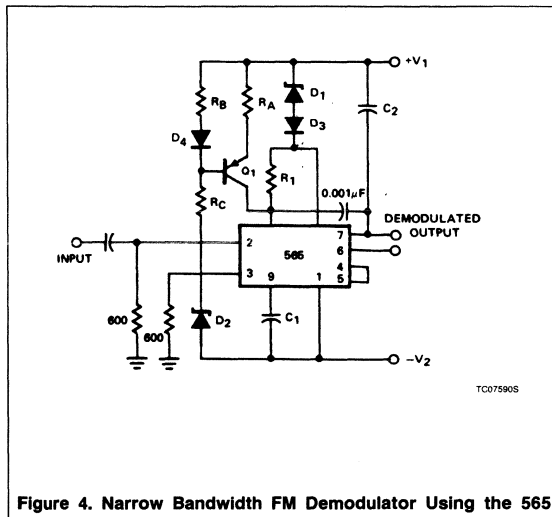 +V1
RB
RA
D1
D3
C2
D4
Q1
R1
0.001µF
RC
DEMODULATED
OUTPUT
7
6
INPUT
2
565
4
3
9
1
5
600
600
D2
C1
−V2
TC07590S
Figure 4. Narrow Bandwidth FM Demodulator Using the 565